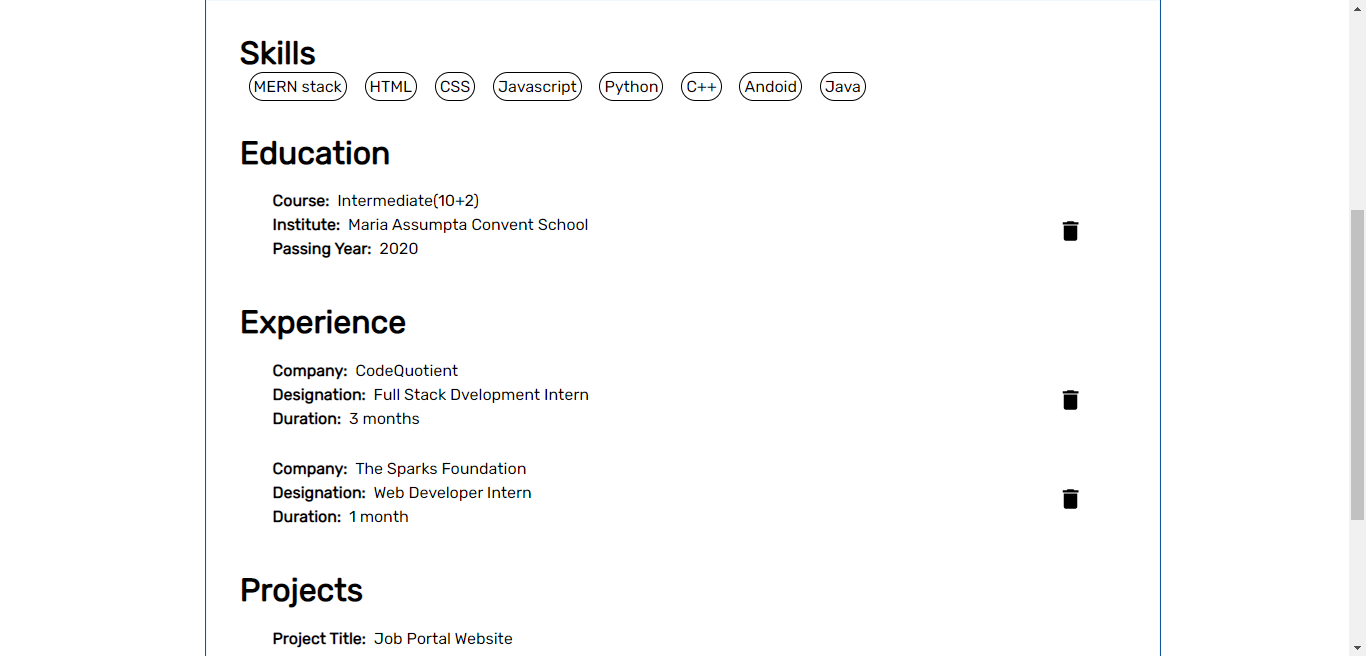 Skills
MERN stack HTML CSS Javascript Python C++ Andoid Java
Education
Course: Intermediate(10+2)
Institute: Maria Assumpta Convent School
Passing Year: 2020
Experience
Company: CodeQuotient
Designation: Full Stack Dvelopment Intern
Duration: 3 months
Company: The Sparks Foundation
Designation: Web Developer Intern
Duration: 1 month
Projects
Project Title: Job Portal Website